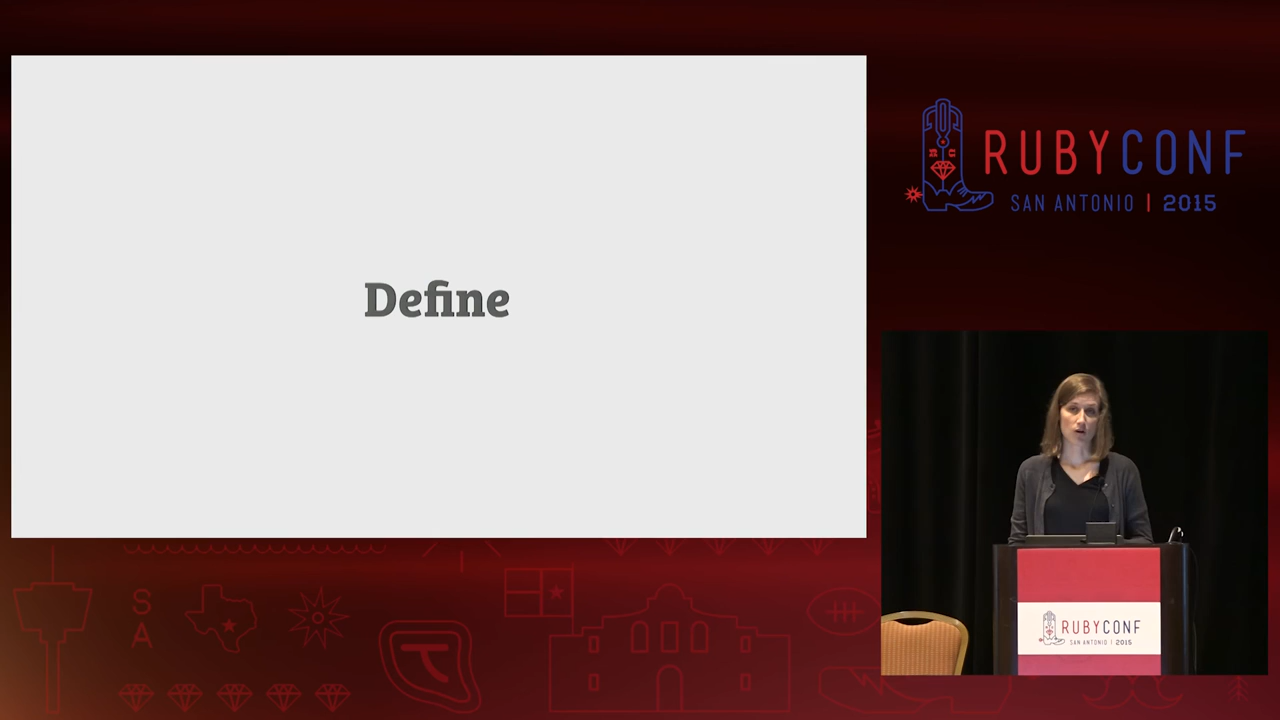 Define
RUBYCONF
SAN ANTONIO | 2015
S
A
RUBYCONF
SAN ANTONIO | 2015